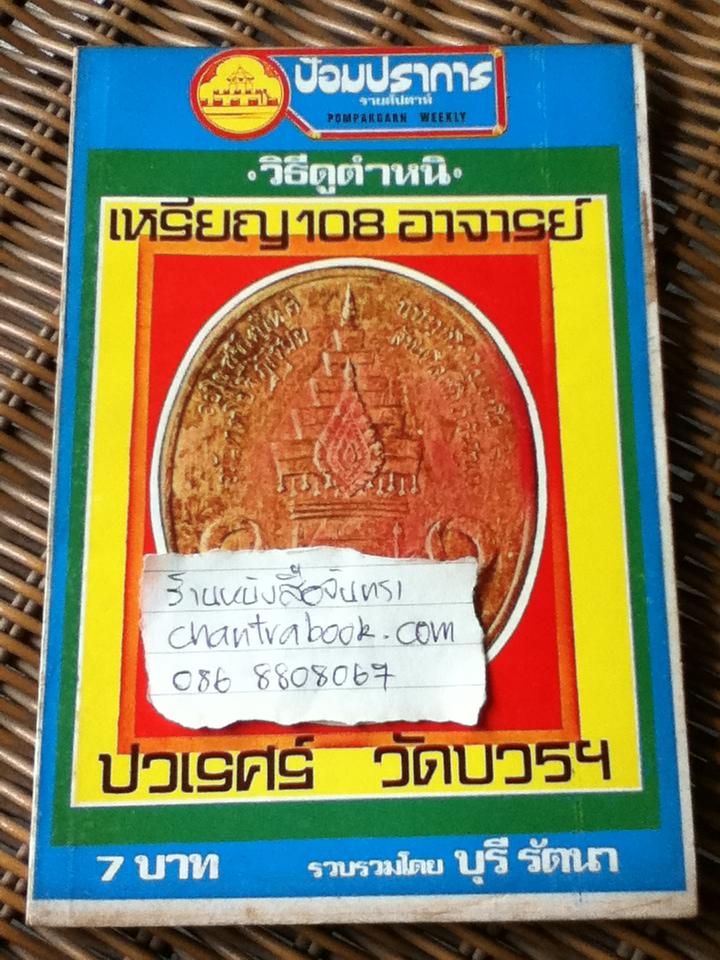 ป้อมปราการ
รายสัปดาห์
POMPARGARN WEEKLY
•วิธีดูตำหนิ•
เหรียญ 108 อาจารย์
ร้านหนังสือจันทรา
chantrabook.com
086 8808067
ปวเรศร์ วัดบวรฯ
7 บาท รวบรวมโดย บุรี รัตนา